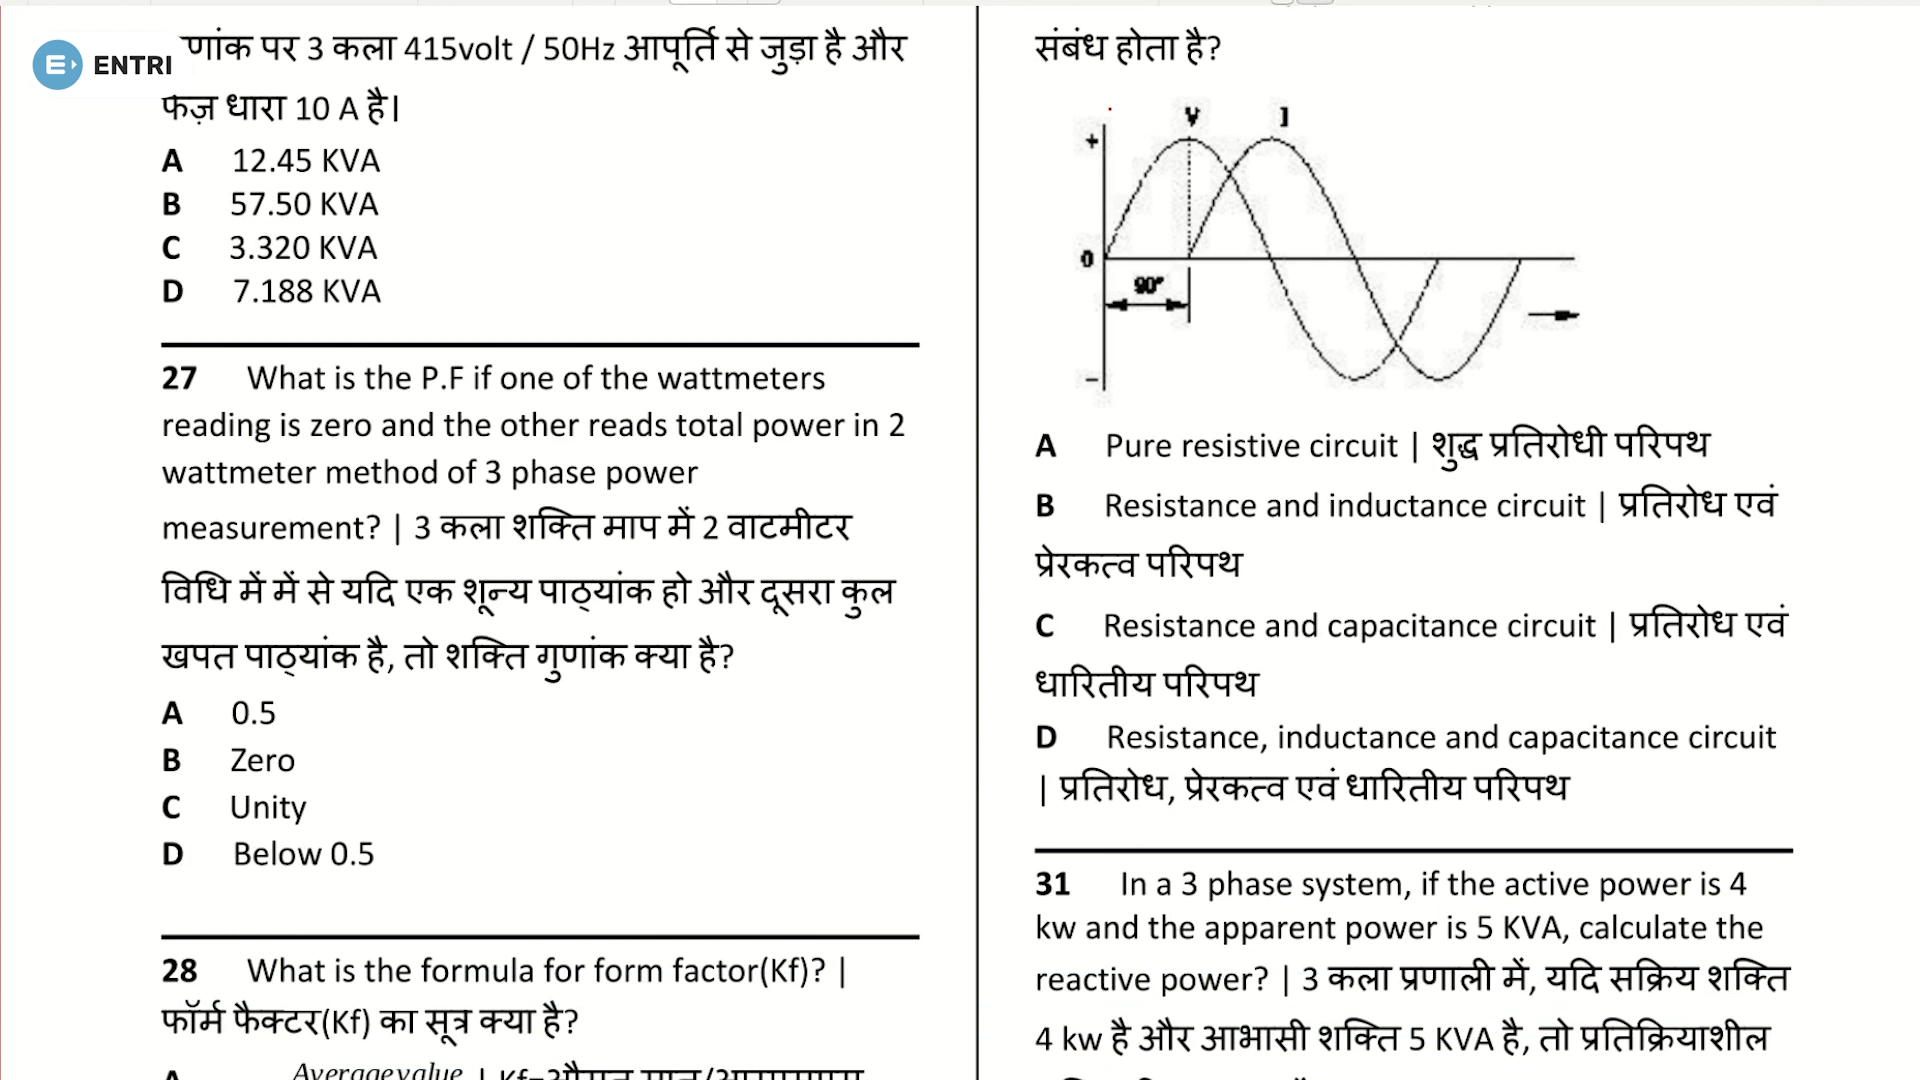 ENTRI
पर 3 कला 415volt / 50Hz आपूर्ति से जुड़ा है और
फेज़ धारा 10 A है।
A 12.45 KVA
B 57.50 KVA
C 3.320 KVA
D 7.188 KVA
27 What is the P.F if one of the wattmeters
reading is zero and the other reads total power in 2
wattmeter method of 3 phase power
measurement? | 3 कला शक्ति माप में 2 वाटमीटर
विधि में में से यदि एक शून्य पाठ्यांक हो और दूसरा कुल
खपत पाठ्यांक है, तो शक्ति गुणांक क्या है?
A 0.5
B Zero
C Unity
D Below 0.5
28 What is the formula for form factor(Kf)? |
फॉर्म फैक्टर(Kf) का सूत्र क्या है?
A Average value | Kf=औसत मान/
संबंध होता है?
V I
+
0
90°
−
A Pure resistive circuit | शुद्ध प्रतिरोधी परिपथ
B Resistance and inductance circuit | प्रतिरोध एवं
प्रेरकत्व परिपथ
C Resistance and capacitance circuit | प्रतिरोध एवं
धारितीय परिपथ
D Resistance, inductance and capacitance circuit
| प्रतिरोध, प्रेरकत्व एवं धारितीय परिपथ
31 In a 3 phase system, if the active power is 4
kw and the apparent power is 5 KVA, calculate the
reactive power? | 3 कला प्रणाली में, यदि सक्रिय शक्ति
4 kw है और आभासी शक्ति 5 KVA है, तो प्रतिक्रियाशील